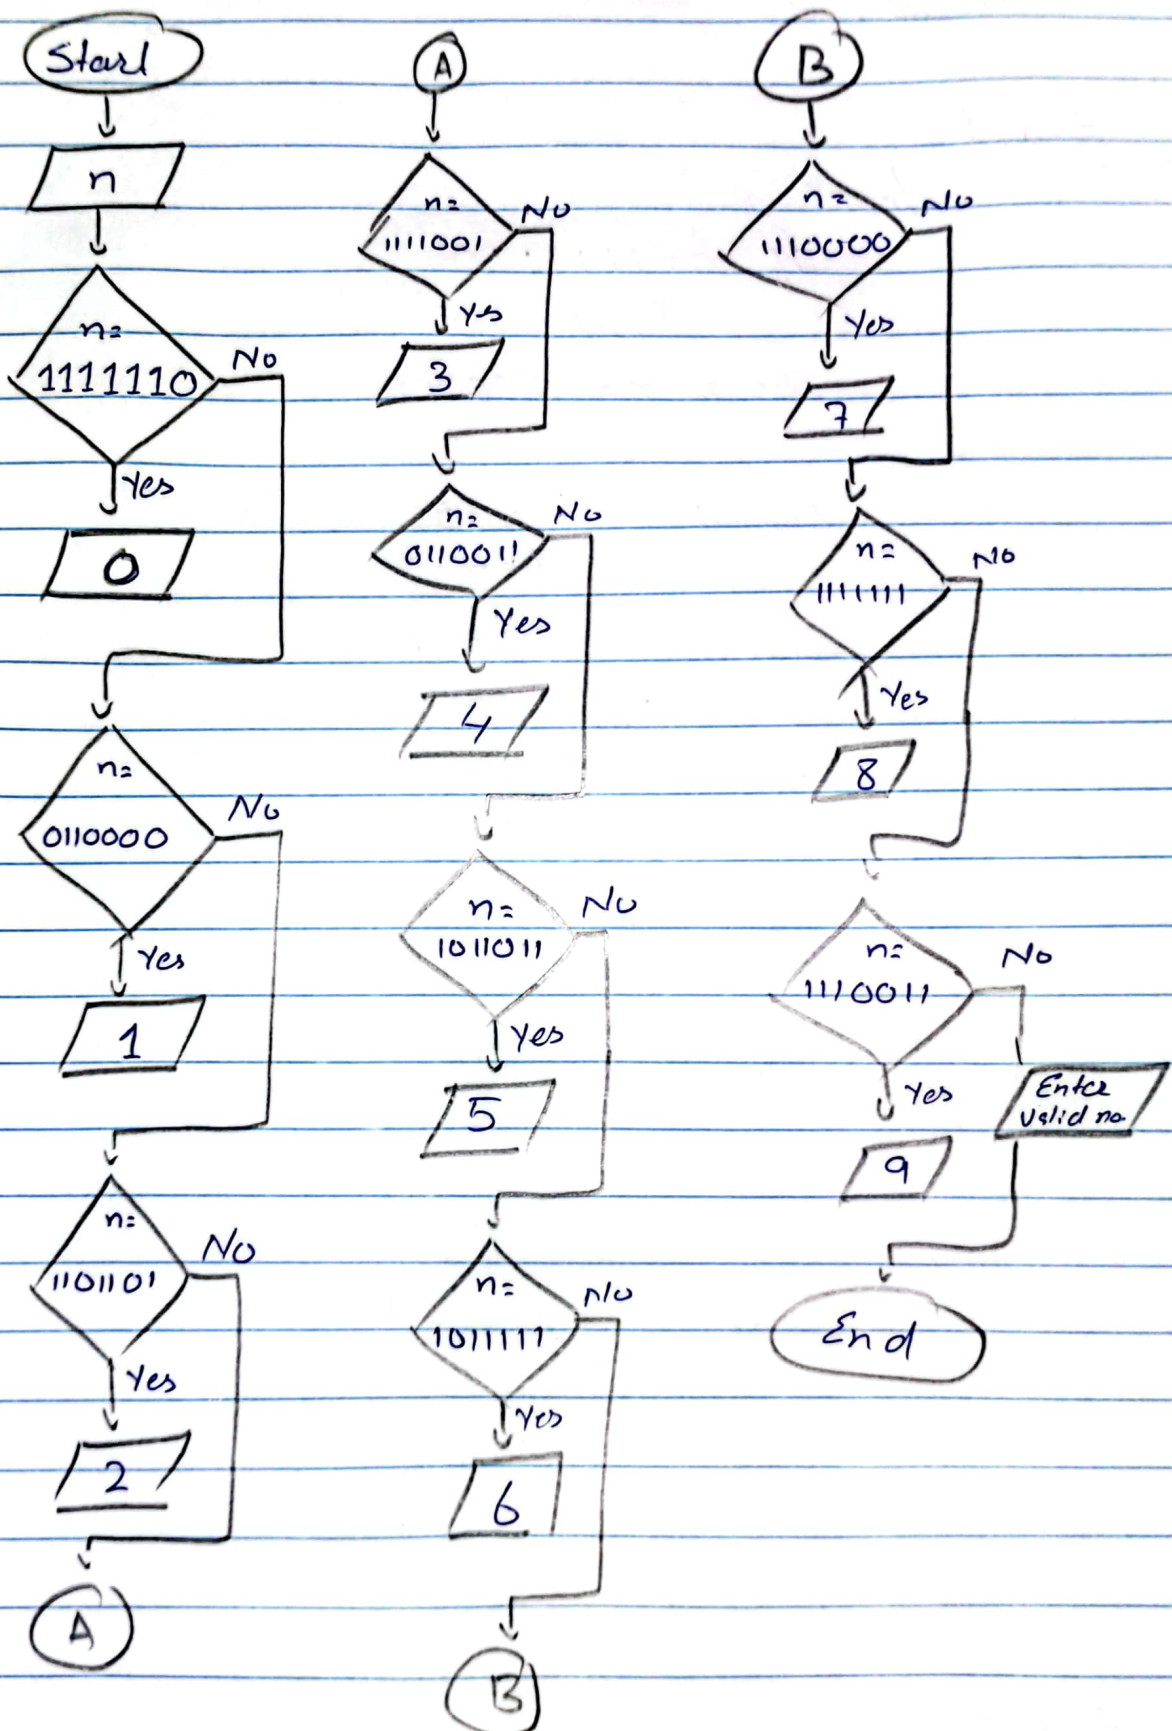 Start
n
n=
1111110
No
Yes
0
n=
0110000
No
Yes
1
n=
1101101
No
Yes
2
A
A
n=
1111001
No
Yes
3
n=
0110011
No
Yes
4
n=
1011011
No
Yes
5
n=
1011111
No
Yes
6
B
B
n=
1110000
No
Yes
7
n=
1111111
No
Yes
8
n=
1110011
No
Yes
9
Enter
valid no.
End